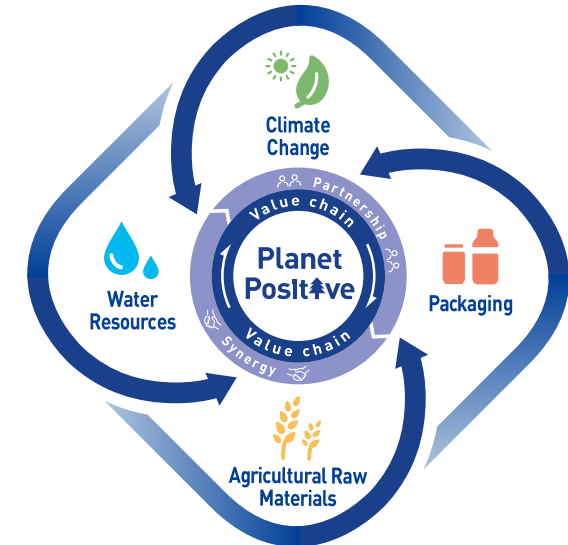 Climate
Change
Partnership
Value chain
Planet
PosItive
Water
Resources
Packaging
Value chain
Synergy
Agricultural Raw
Materials